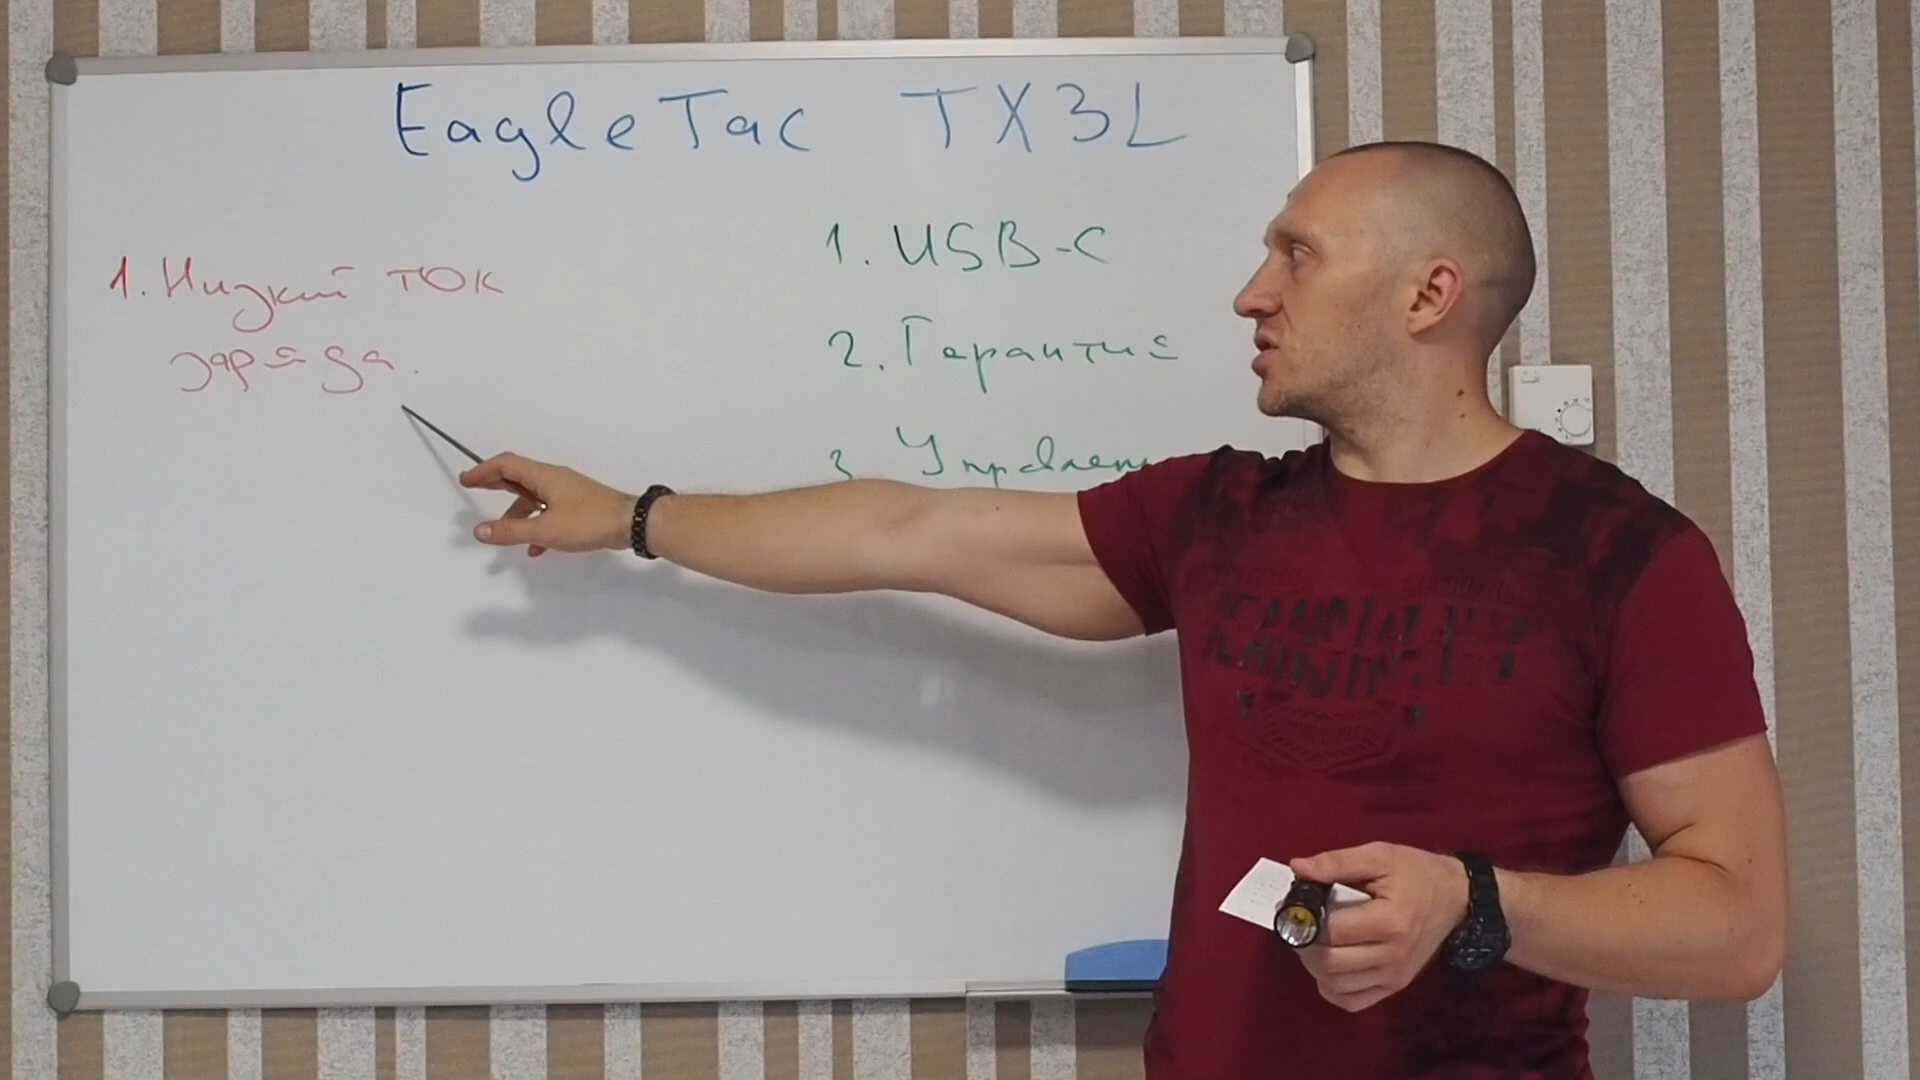 EagleTac TX3L
1. Низкий ток
заряда.
1. USB-C
2. Гарантия
3 Управлен